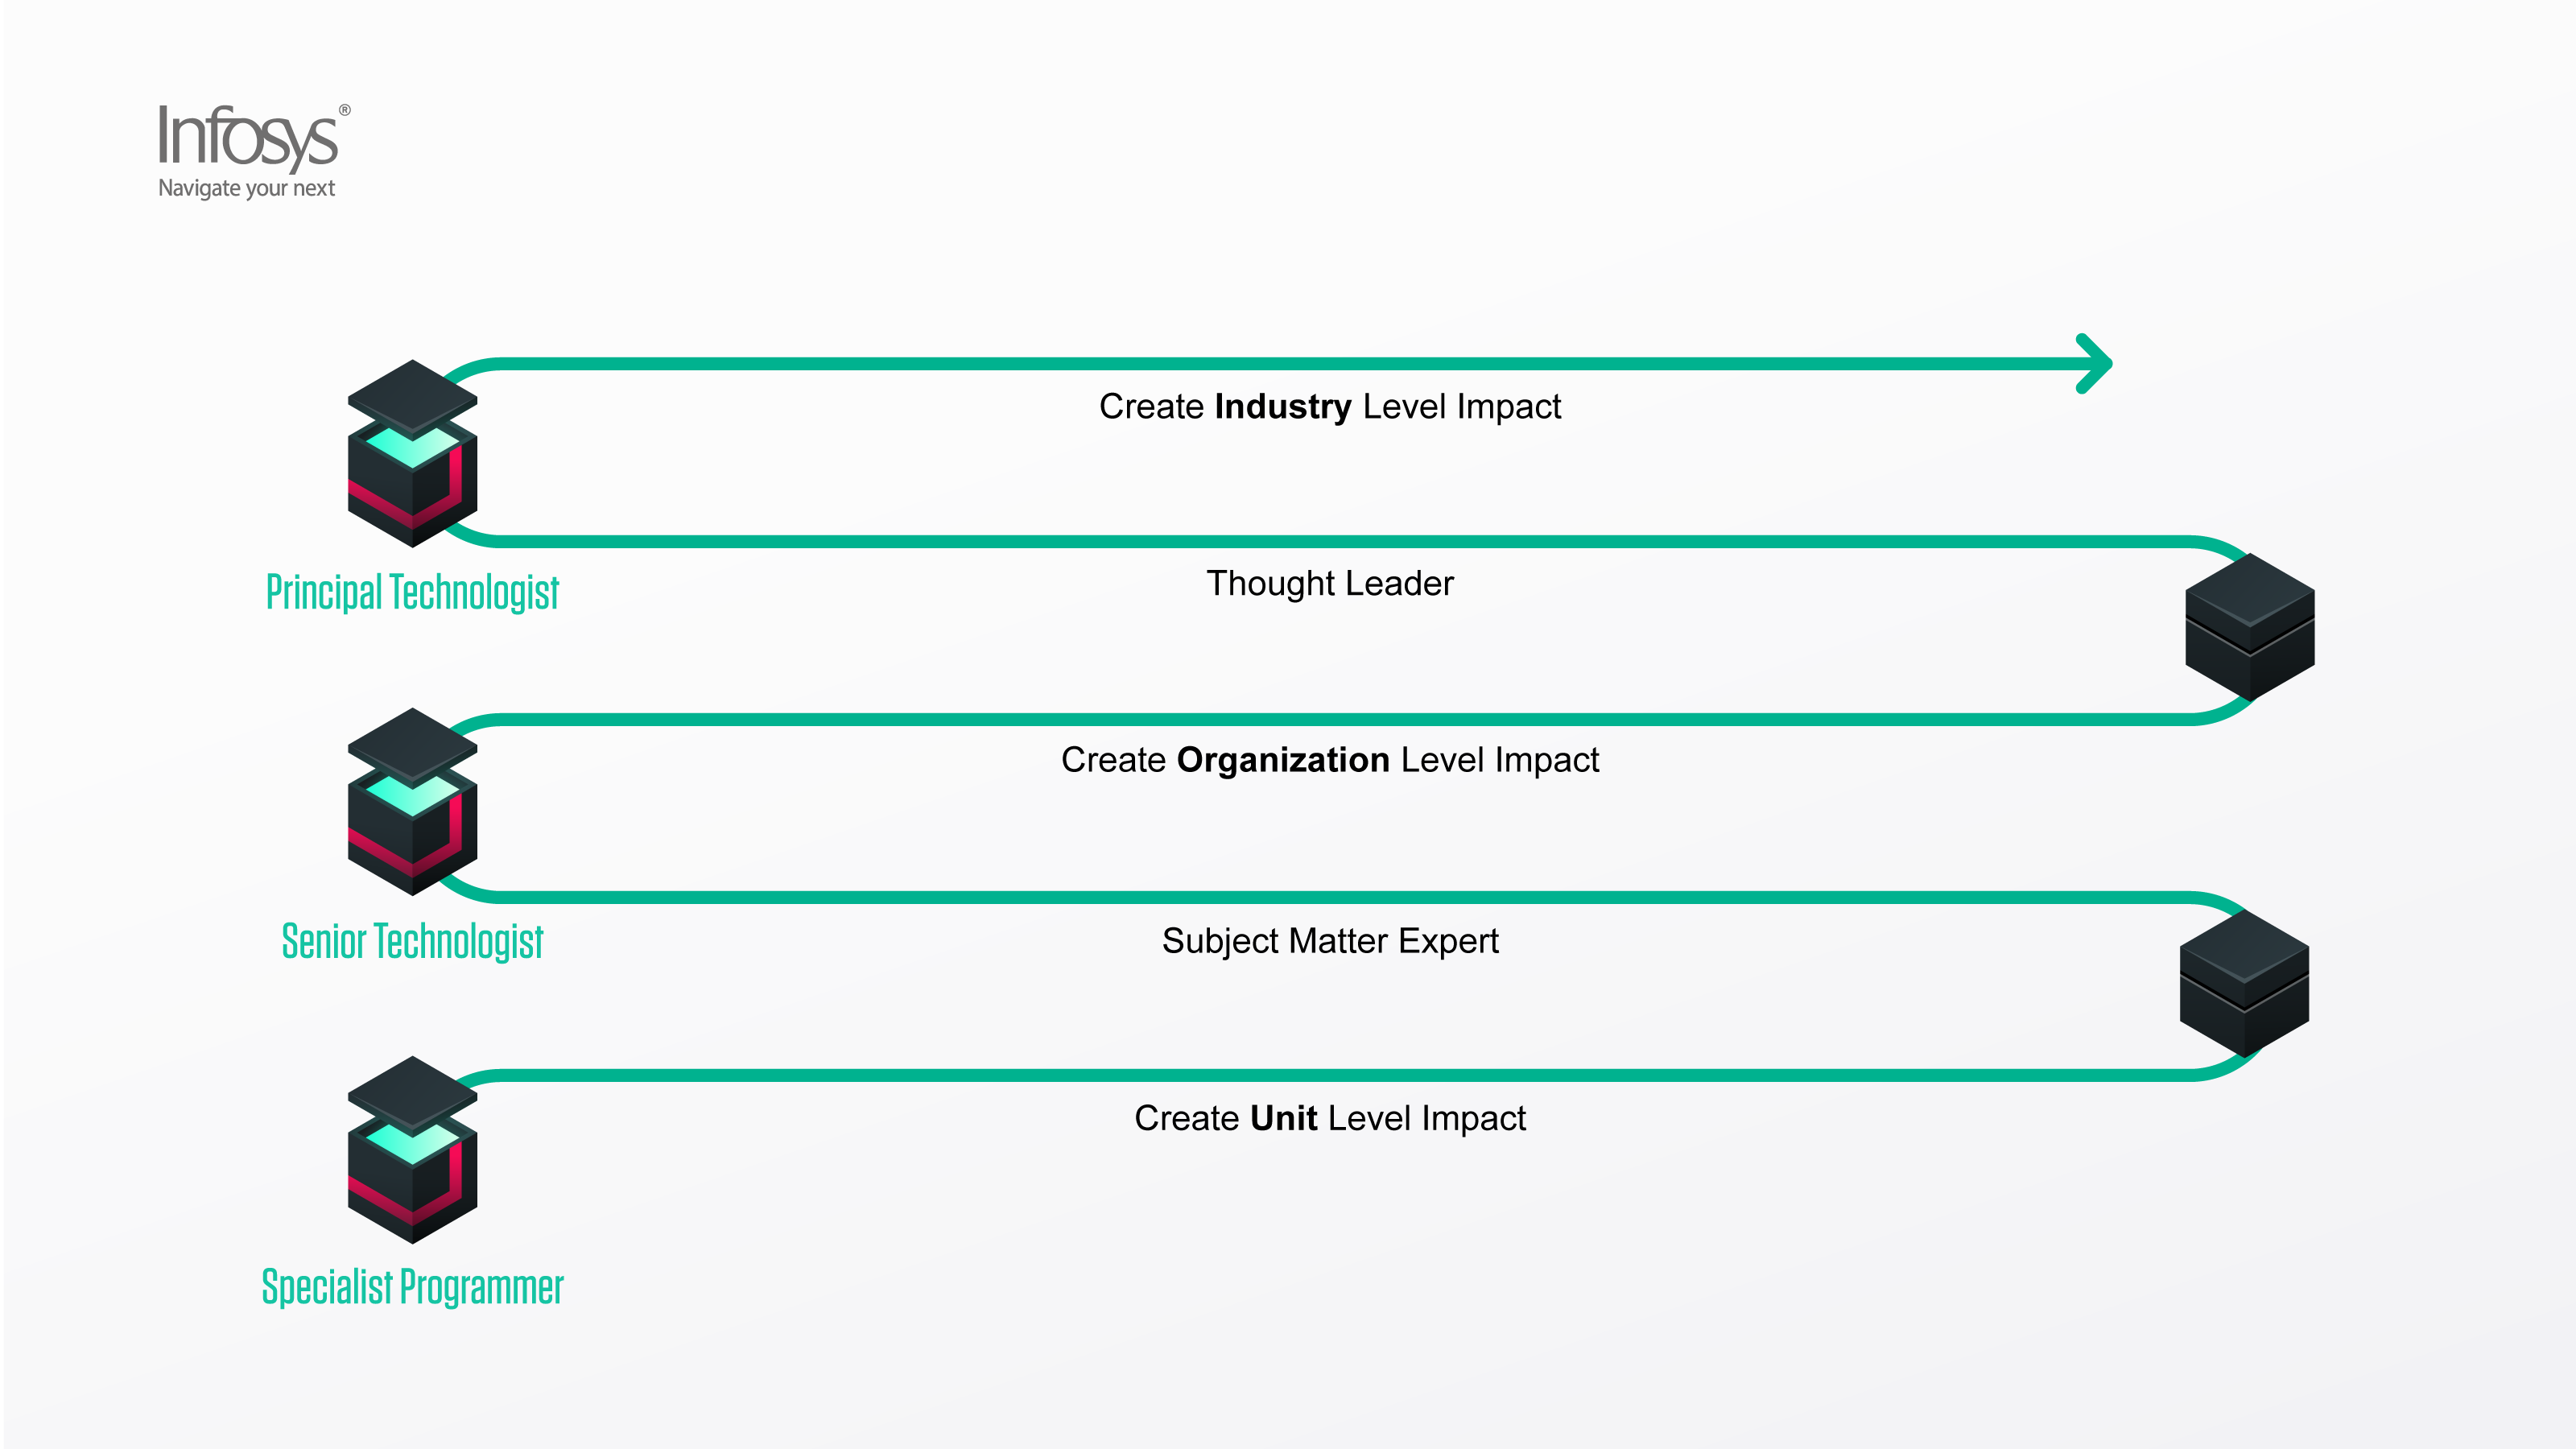 Infosys®
Navigate your next
Create Industry Level Impact
Thought Leader
Principal Technologist
Create Organization Level Impact
Subject Matter Expert
Senior Technologist
Create Unit Level Impact
Specialist Programmer